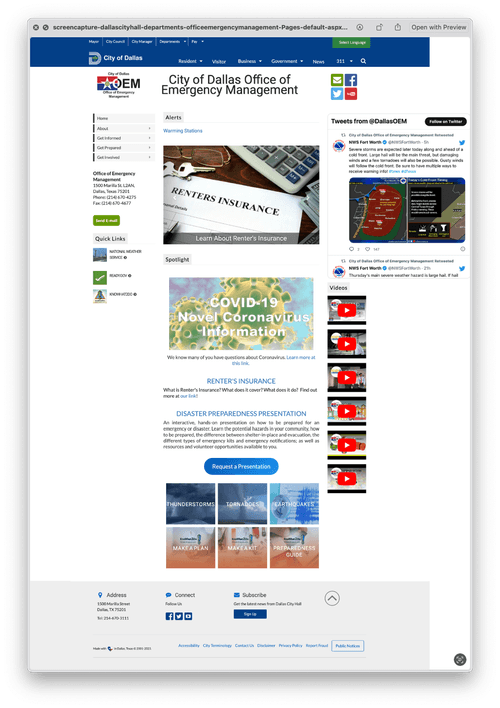 screencapture-dallascityhall-departments-officeemergencymanagement-Pages-default-aspx...
Open with Preview
Mayor City Council City Manager Departments Pay
Select Language
City of Dallas
Resident Visitor Business Government News 311
City of Dallas
OEM
Office of Emergency
Management
City of Dallas Office of
Emergency Management
Home
About
Get Informed
Get Prepared
Get Involved
Office of Emergency
Management
1500 Marilla St. L2AN,
Dallas, Texas 75201
Phone: (214) 670-4275
Fax: (214) 670-4677
Send E-mail
Quick Links
NATIONAL WEATHER
SERVICE
READY.GOV
KNOWHAT2DO
Alerts
Warming Stations
RENTERS INSURANCE
Learn About Renter's Insurance
Spotlight
COVID-19
Novel Coronavirus
Information
We know many of you have questions about Coronavirus. Learn more at
this link.
RENTER'S INSURANCE
What is Renter's Insurance? What does it cover? What does it do? Find out
more at our link!
DISASTER PREPAREDNESS PRESENTATION
An interactive, hands-on presentation on how to be prepared for an
emergency or disaster. Learn the potential hazards in your community, how
to be prepared, the difference between shelter-in-place and evacuation, the
different types of emergency kits and emergency notifications; as well as
resources and volunteer opportunities available to you.
Request a Presentation
THUNDERSTORMS TORNADOES EARTHQUAKES
MAKE A PLAN MAKE A KIT PREPAREDNESS
GUIDE
You Tube
Tweets from @DallasOEM
Follow on Twitter
City of Dallas Office of Emergency Management Retweeted
NWS Fort Worth @NWSFortWorth · 5h
Severe storms are expected later today along and ahead of a
cold front. Large hail will be the main threat, but damaging
winds and a few tornadoes will also be possible. Gusty winds
will follow the cold front. Be sure to have multiple ways to
receive warning info! #txwx #dfwwx
City of Dallas Office of Emergency Management Retweeted
NWS Fort Worth @NWSFortWorth · 21h
Thursday's main severe weather hazard is large hail. If hail
Videos
Address
1500 Marilla Street
Dallas, TX 75201
Tel: 214-670-3111
Connect
Follow Us
Subscribe
Get the latest news from Dallas City Hall
Sign Up
Made with in Dallas, Texas © 2001-2023.
Accessibility City Terminology Contact Us Disclaimer Privacy Policy Report Fraud Public Notices